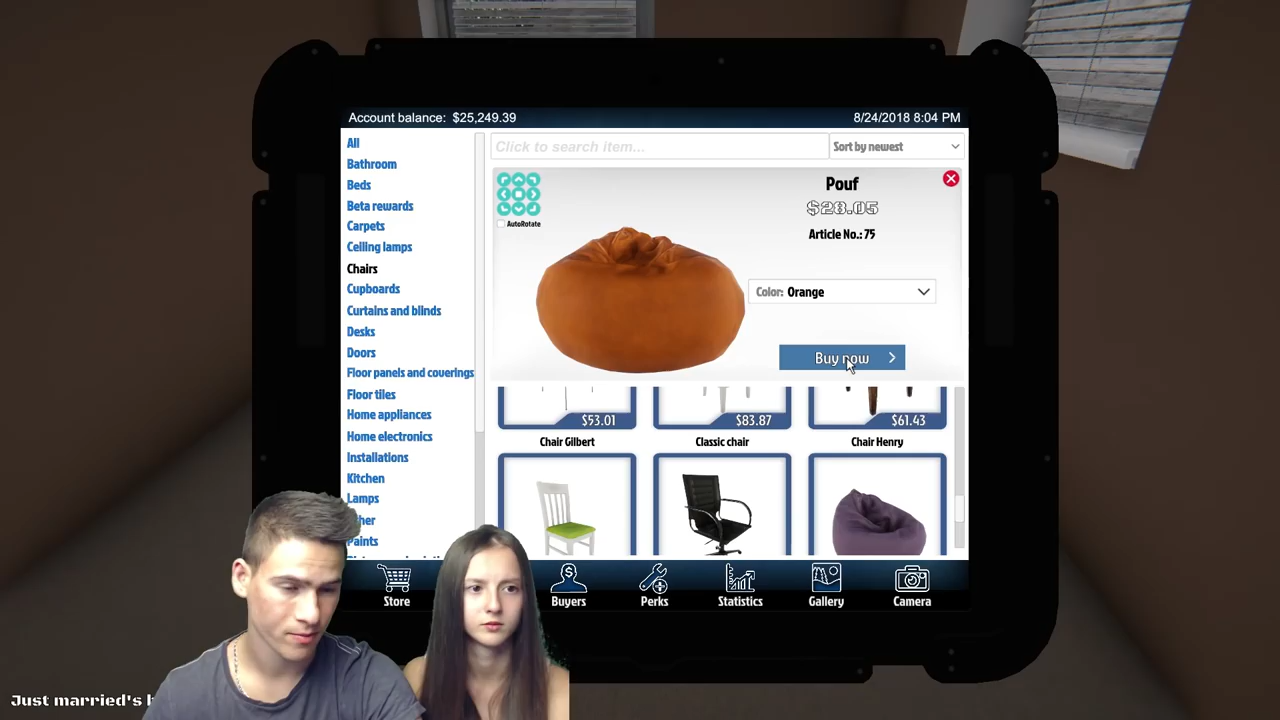 Account balance: $25,249.39
8/24/2018 8:04 PM
All
Bathroom
Beds
Beta rewards
Carpets
Ceiling lamps
Chairs
Cupboards
Curtains and blinds
Desks
Doors
Floor panels and coverings
Floor tiles
Home appliances
Home electronics
Installations
Kitchen
Lamps
Paints
Click to search item...
Sort by newest
AutoRotate
Pouf
$28.05
Article No.: 75
Color: Orange
Buy now
$53.01
$83.87
$61.43
Chair Gilbert
Classic chair
Chair Henry
Store
Buyers
Perks
Statistics
Gallery
Camera
Just married's